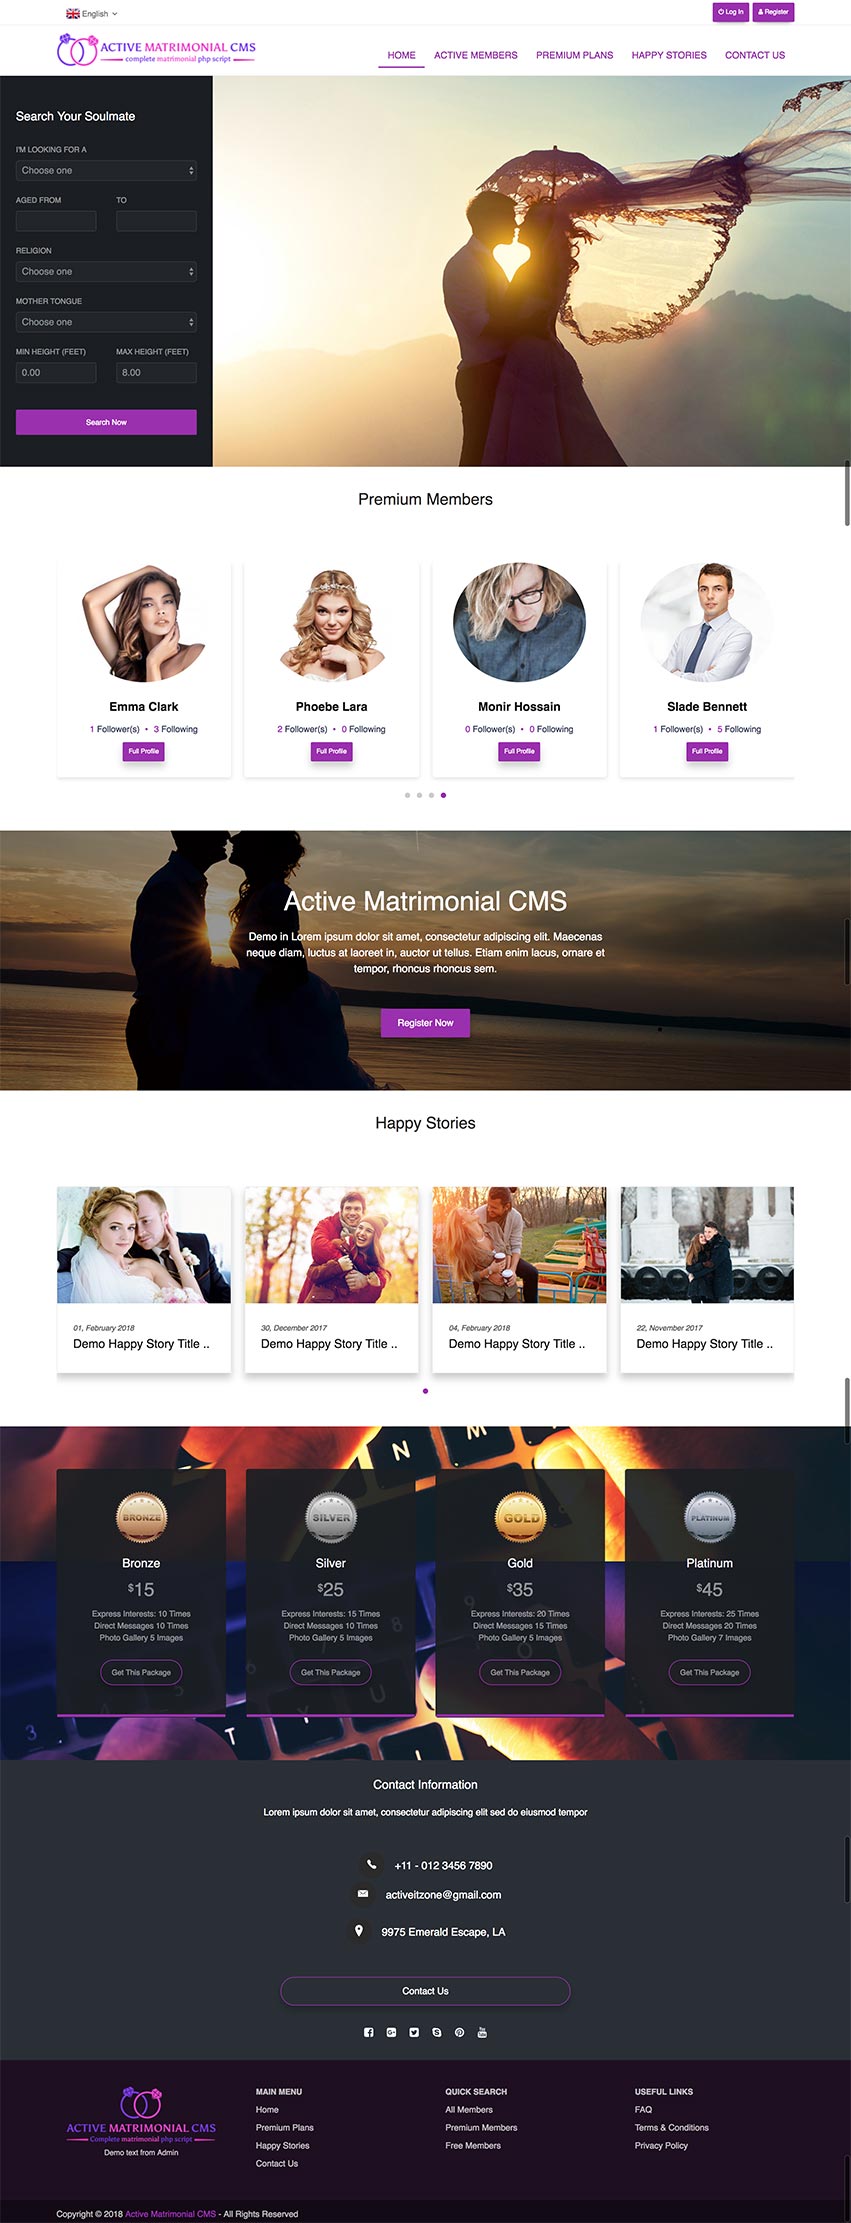 English
Log In
Register
ACTIVE MATRIMONIAL CMS
complete matrimonial php script
HOME
ACTIVE MEMBERS
PREMIUM PLANS
HAPPY STORIES
CONTACT US
Search Your Soulmate
I'M LOOKING FOR A
Choose one
AGED FROM
TO
RELIGION
Choose one
MOTHER TONGUE
Choose one
MIN HEIGHT (FEET)
MAX HEIGHT (FEET)
0.00
8.00
Search Now
Premium Members
Emma Clark
1 Follower(s) • 3 Following
Full Profile
Phoebe Lara
2 Follower(s) • 0 Following
Full Profile
Monir Hossain
0 Follower(s) • 0 Following
Full Profile
Slade Bennett
1 Follower(s) • 5 Following
Full Profile
Active Matrimonial CMS
Demo in Lorem ipsum dolor sit amet, consectetur adipiscing elit. Maecenas
neque diam, luctus at laoreet in, auctor ut tellus. Etiam enim lacus, ornare et
tempor, rhoncus rhoncus sem.
Register Now
Happy Stories
01, February 2018
Demo Happy Story Title ..
30, December 2017
Demo Happy Story Title ..
04, February 2018
Demo Happy Story Title ..
22, November 2017
Demo Happy Story Title ..
N
M
BRONZE
Bronze
$15
Express Interests: 10 Times
Direct Messages 10 Times
Photo Gallery 5 Images
Get This Package
SILVER
Silver
$25
Express Interests: 15 Times
Direct Messages 10 Times
Photo Gallery 5 Images
Get This Package
GOLD
Gold
$35
Express Interests: 20 Times
Direct Messages 15 Times
Photo Gallery 5 Images
Get This Package
PLATINUM
Platinum
$45
Express Interests: 25 Times
Direct Messages 20 Times
Photo Gallery 7 Images
Get This Package
T
Y
U
Contact Information
Lorem ipsum dolor sit amet, consectetur adipiscing elit sed do eiusmod tempor
+11 - 012 3456 7890
activeitzone@gmail.com
9975 Emerald Escape, LA
Contact Us
ACTIVE MATRIMONIAL CMS
Complete matrimonial php script
Demo text from Admin
MAIN MENU
Home
Premium Plans
Happy Stories
Contact Us
QUICK SEARCH
All Members
Premium Members
Free Members
USEFUL LINKS
FAQ
Terms & Conditions
Privacy Policy
Copyright © 2018 Active Matrimonial CMS - All Rights Reserved